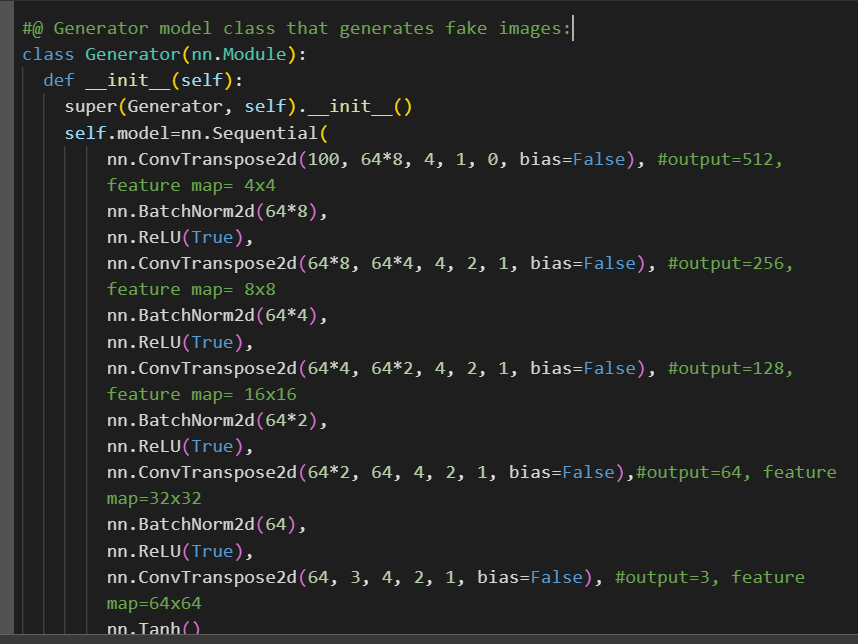 #@ Generator model class that generates fake images:
class Generator(nn.Module):
def __init__(self):
super(Generator, self).__init__()
self.model=nn.Sequential(
nn.ConvTranspose2d(100, 64*8, 4, 1, 0, bias=False), #output=512,
feature map= 4x4
nn.BatchNorm2d(64*8),
nn.ReLU(True),
nn.ConvTranspose2d(64*8, 64*4, 4, 2, 1, bias=False), #output=256,
feature map= 8x8
nn.BatchNorm2d(64*4),
nn.ReLU(True),
nn.ConvTranspose2d(64*4, 64*2, 4, 2, 1, bias=False), #output=128,
feature map= 16x16
nn.BatchNorm2d(64*2),
nn.ReLU(True),
nn.ConvTranspose2d(64*2, 64, 4, 2, 1, bias=False),#output=64, feature
map=32x32
nn.BatchNorm2d(64),
nn.ReLU(True),
nn.ConvTranspose2d(64, 3, 4, 2, 1, bias=False), #output=3, feature
map=64x64
nn.Tanh()